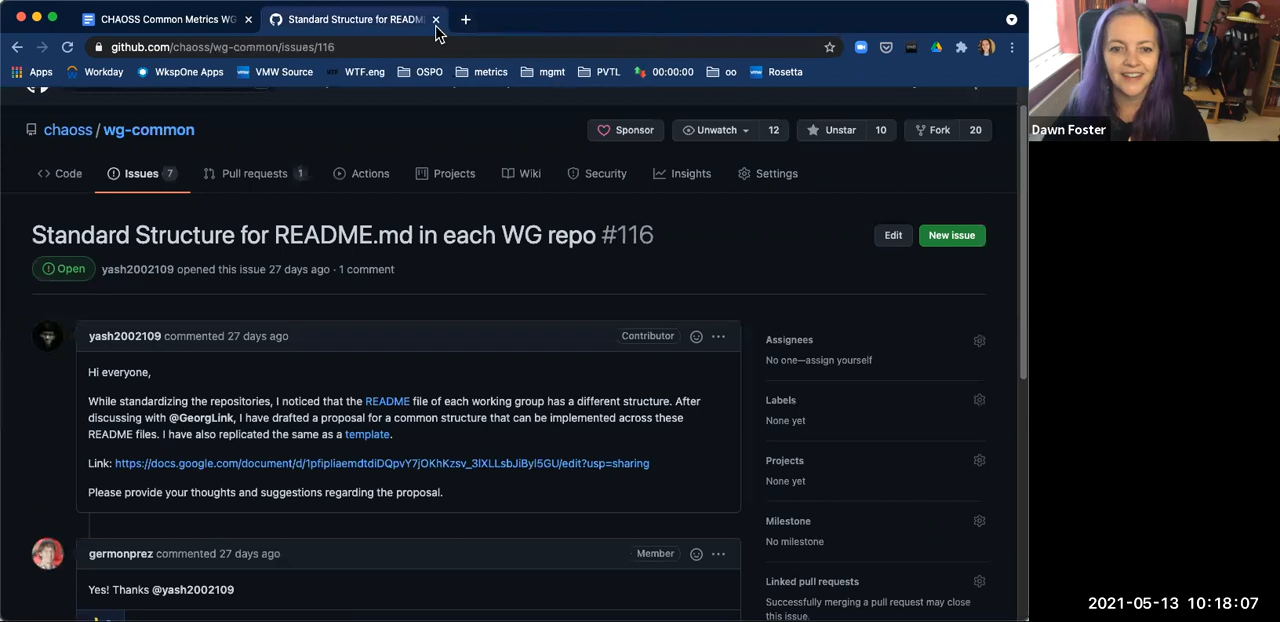 CHAOSS Common Metrics WG
Standard Structure for READM
github.com/chaoss/wg-common/issues/116
Apps Workday WkspOne Apps VMW Source WTF.eng OSPO metrics mgmt PVTL 00:00:00 oo Rosetta
chaoss / wg-common
Sponsor Unwatch 12 Unstar 10 Fork 20
Code Issues 7 Pull requests 1 Actions Projects Wiki Security Insights Settings
Standard Structure for README.md in each WG repo #116
Edit New issue
Open yash2002109 opened this issue 27 days ago · 1 comment
yash2002109 commented 27 days ago Contributor
Hi everyone,
While standardizing the repositories, I noticed that the README file of each working group has a different structure. After
discussing with @GeorgLink, I have drafted a proposal for a common structure that can be implemented across these
README files. I have also replicated the same as a template.
Link: https://docs.google.com/document/d/1pfipIiaemdtdiDQpvY7jOKhKzsv_3lXLLsbJiByl5GU/edit?usp=sharing
Please provide your thoughts and suggestions regarding the proposal.
germonprez commented 27 days ago Member
Yes! Thanks @yash2002109
Assignees
No one—assign yourself
Labels
None yet
Projects
None yet
Milestone
No milestone
Linked pull requests
Successfully merging a pull request may close
this issue.
Dawn Foster
2021-05-13 10:18:07